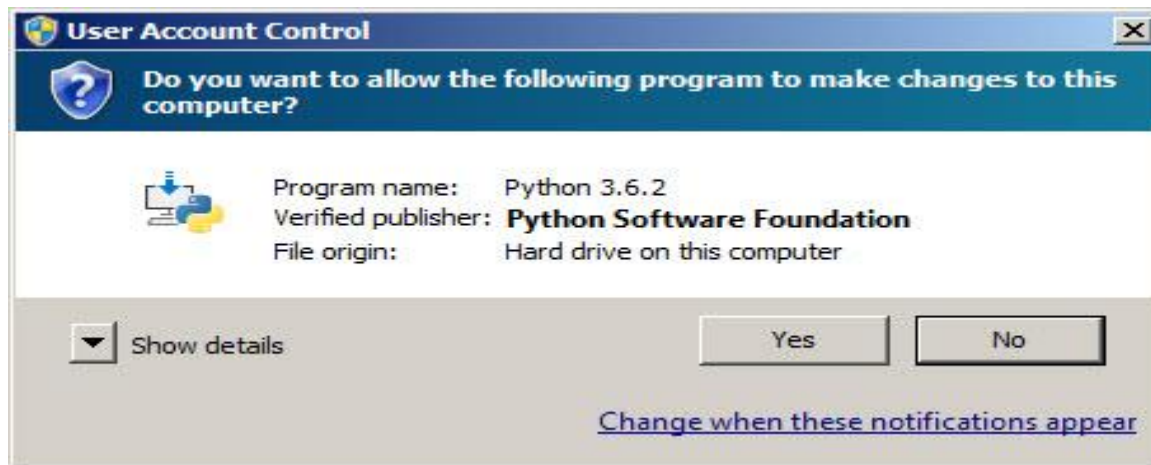 User Account Control
Do you want to allow the following program to make changes to this
computer?
Program name: Python 3.6.2
Verified publisher: Python Software Foundation
File origin: Hard drive on this computer
Show details Yes No
Change when these notifications appear